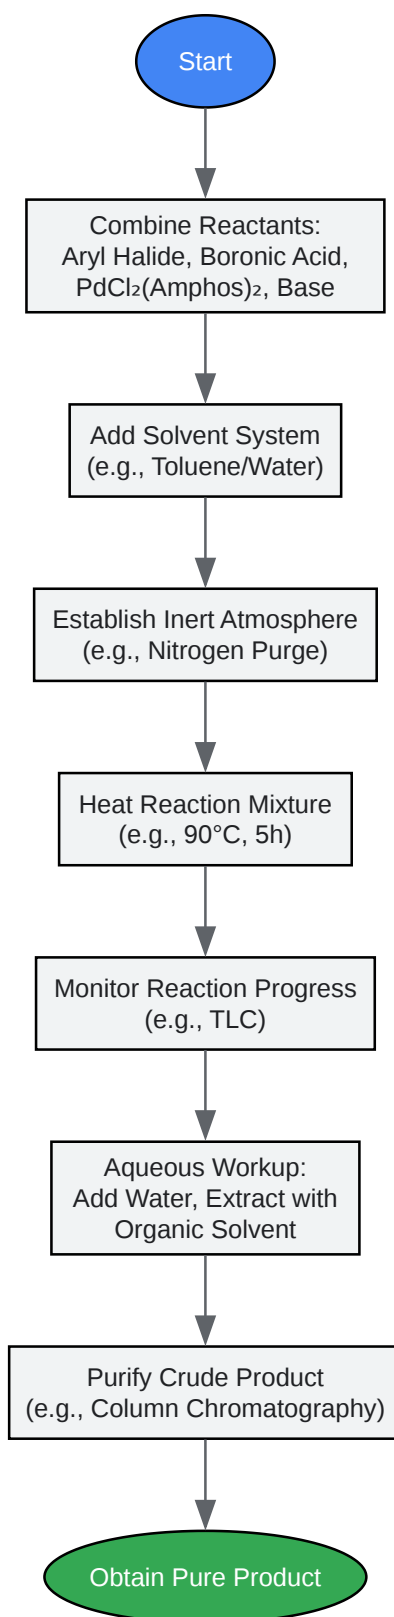 Start
Combine Reactants:
Aryl Halide, Boronic Acid,
PdCl₂(Amphos)₂, Base
Add Solvent System
(e.g., Toluene/Water)
Establish Inert Atmosphere
(e.g., Nitrogen Purge)
Heat Reaction Mixture
(e.g., 90°C, 5h)
Monitor Reaction Progress
(e.g., TLC)
Aqueous Workup:
Add Water, Extract with
Organic Solvent
Purify Crude Product
(e.g., Column Chromatography)
Obtain Pure Product